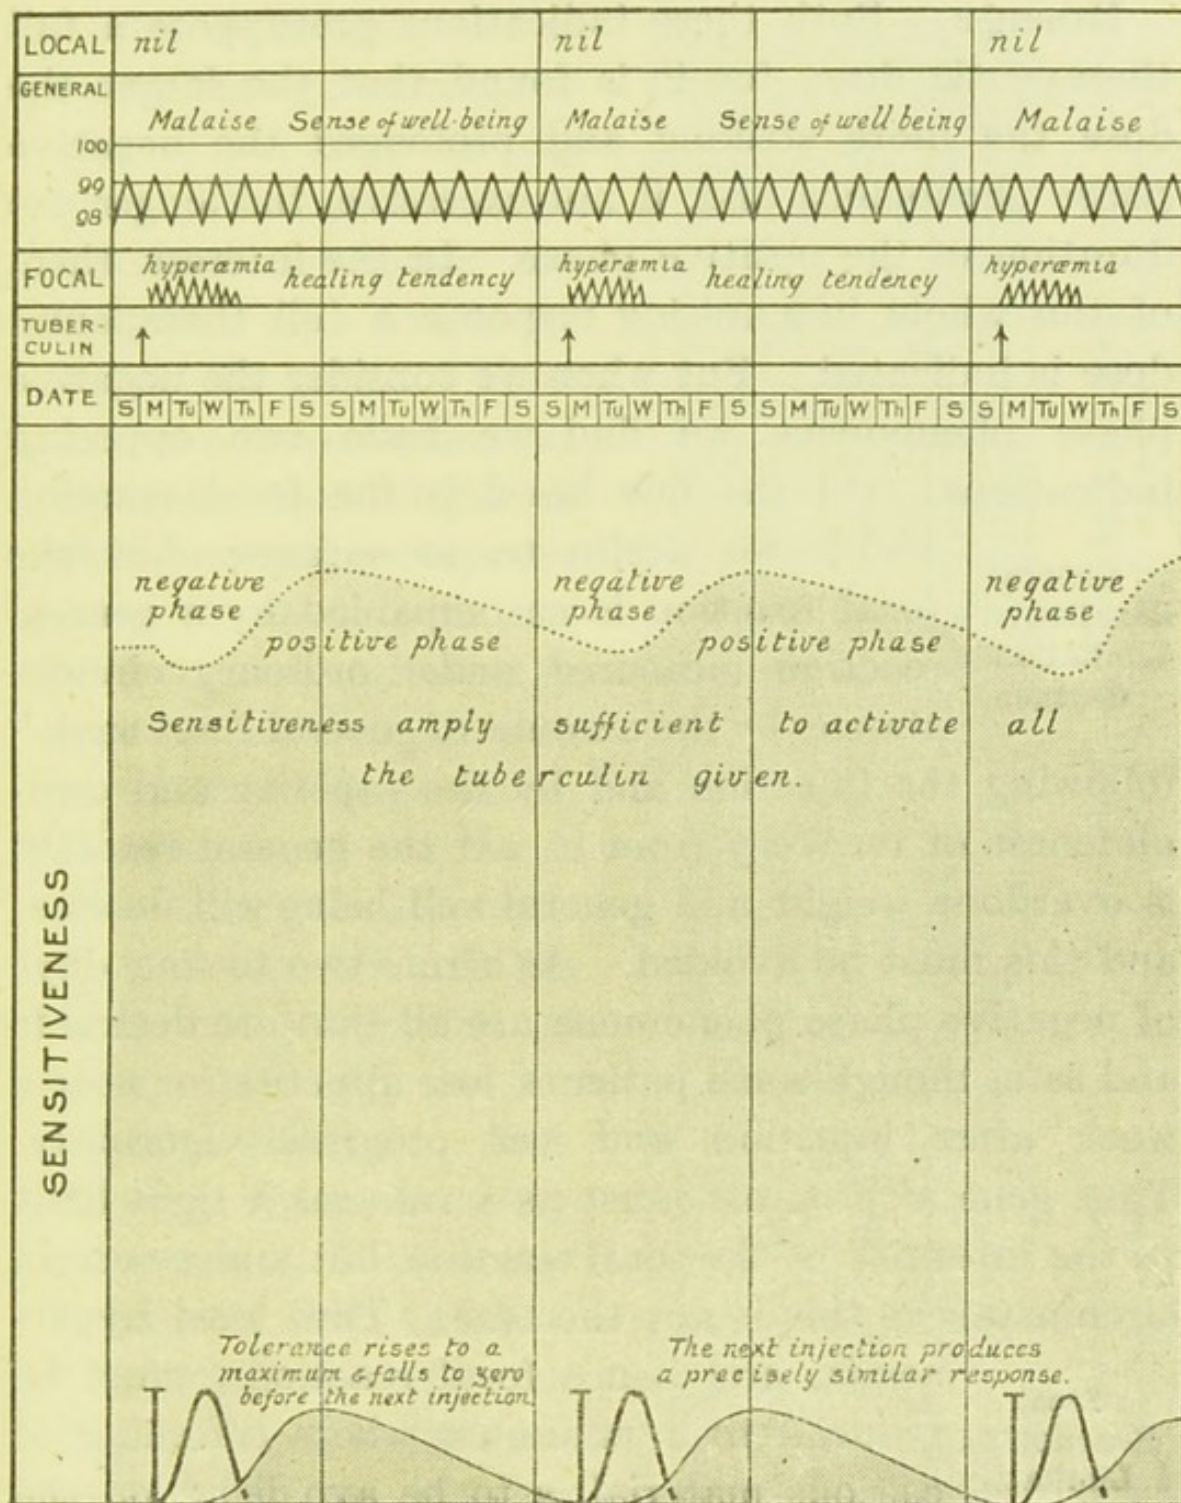 LOCAL nil nil nil
GENERAL
Malaise Sense of well-being Malaise Sense of well being Malaise
100
99
98
FOCAL hyperæmia healing tendency hyperæmia healing tendency hyperæmia
TUBER-
CULIN
DATE S M Tu W Th F S S M Tu W Th F S S M Tu W Th F S S M Tu W Th F S S M Tu W Th F S
negative negative negative
phase phase phase
positive phase positive phase
Sensitiveness amply sufficient to activate all
the tuberculin given.
SENSITIVENESS
Tolerance rises to a
maximum & falls to zero
before the next injection.
The next injection produces
a precisely similar response.